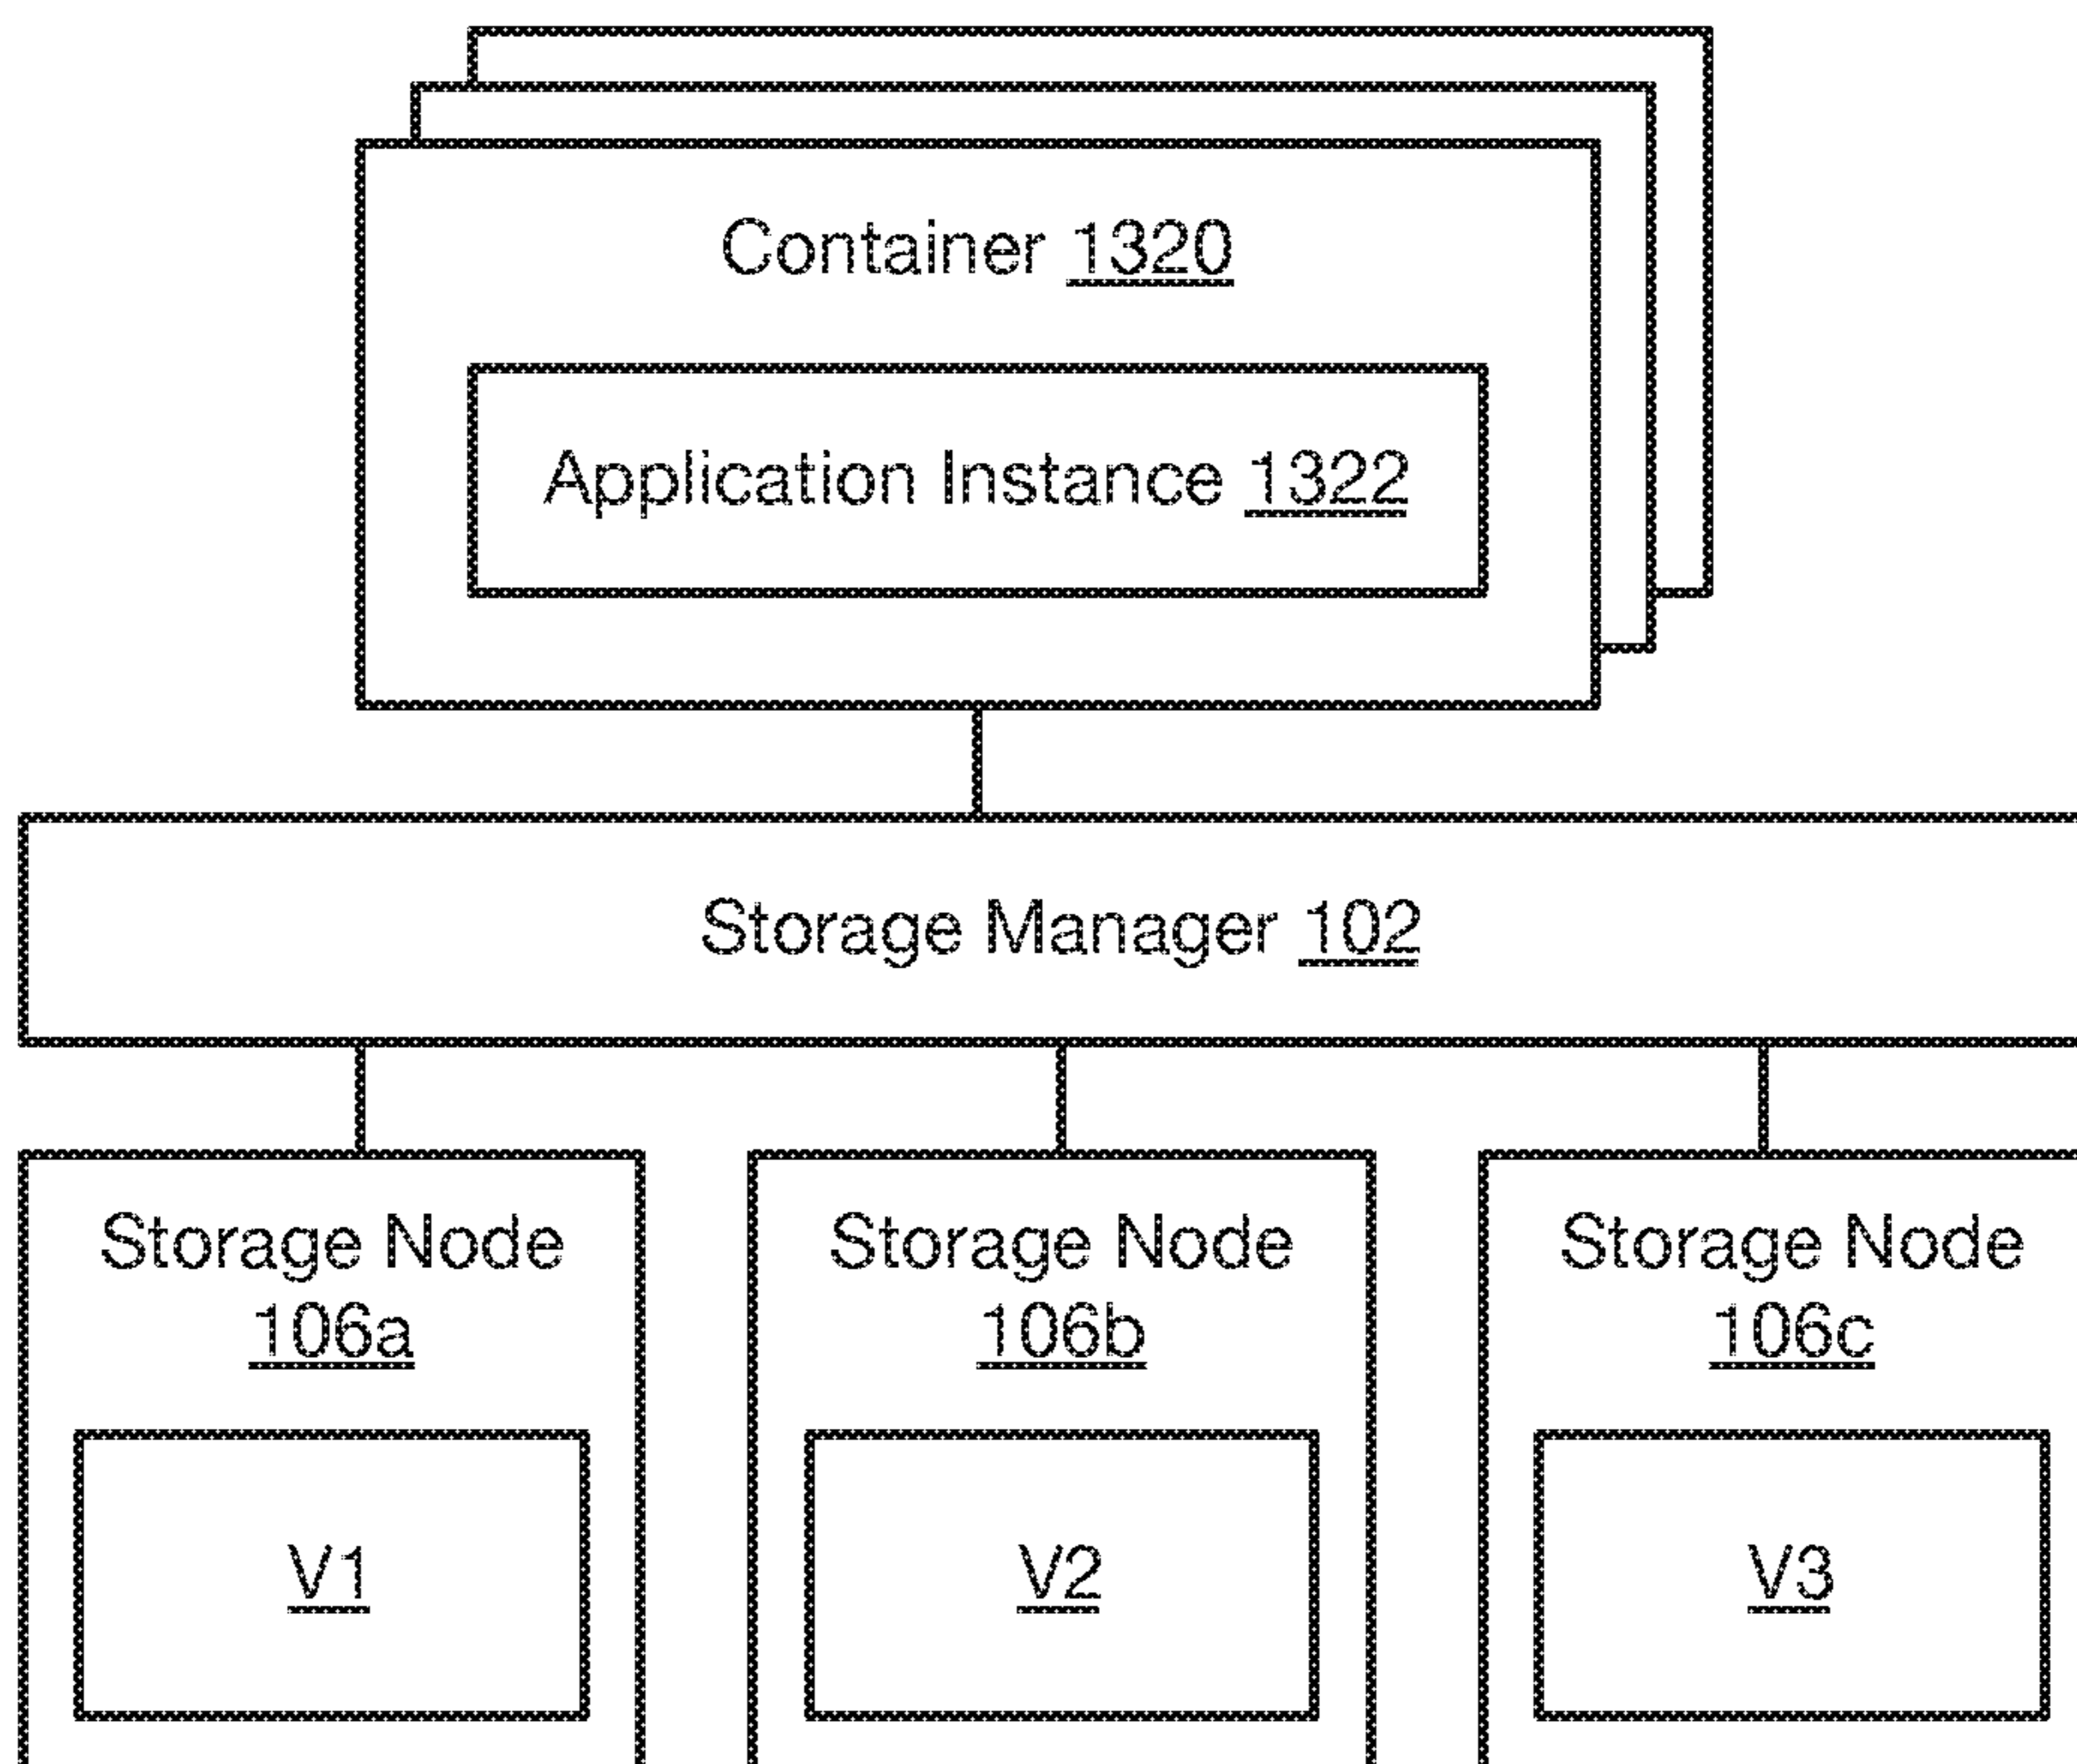 Container 1320
Application Instance 1322
Storage Manager 102
Storage Node
106a
Storage Node
106b
Storage Node
106c
V1
V2
V3